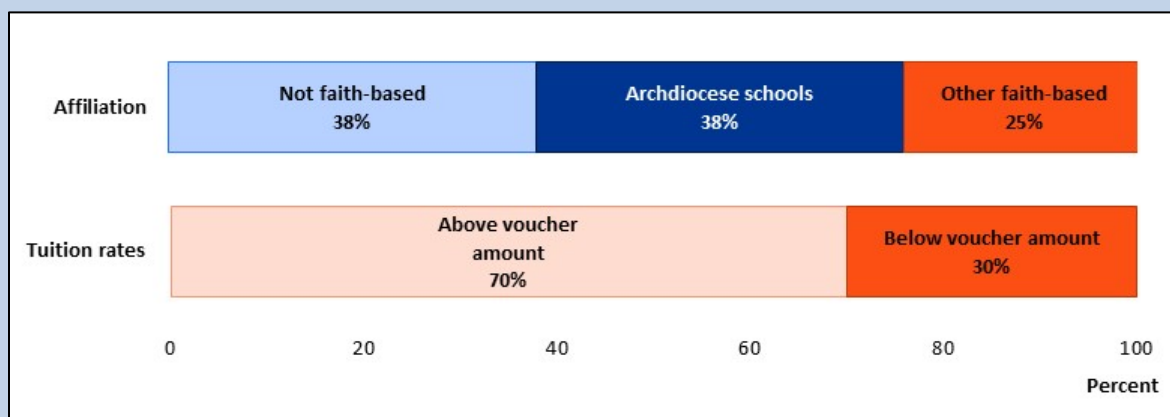 Affiliation
Not faith-based
38%
Archdiocese schools
38%
Other faith-based
25%
Tuition rates
Above voucher
amount
70%
Below voucher amount
30%
0 20 40 60 80 100
Percent